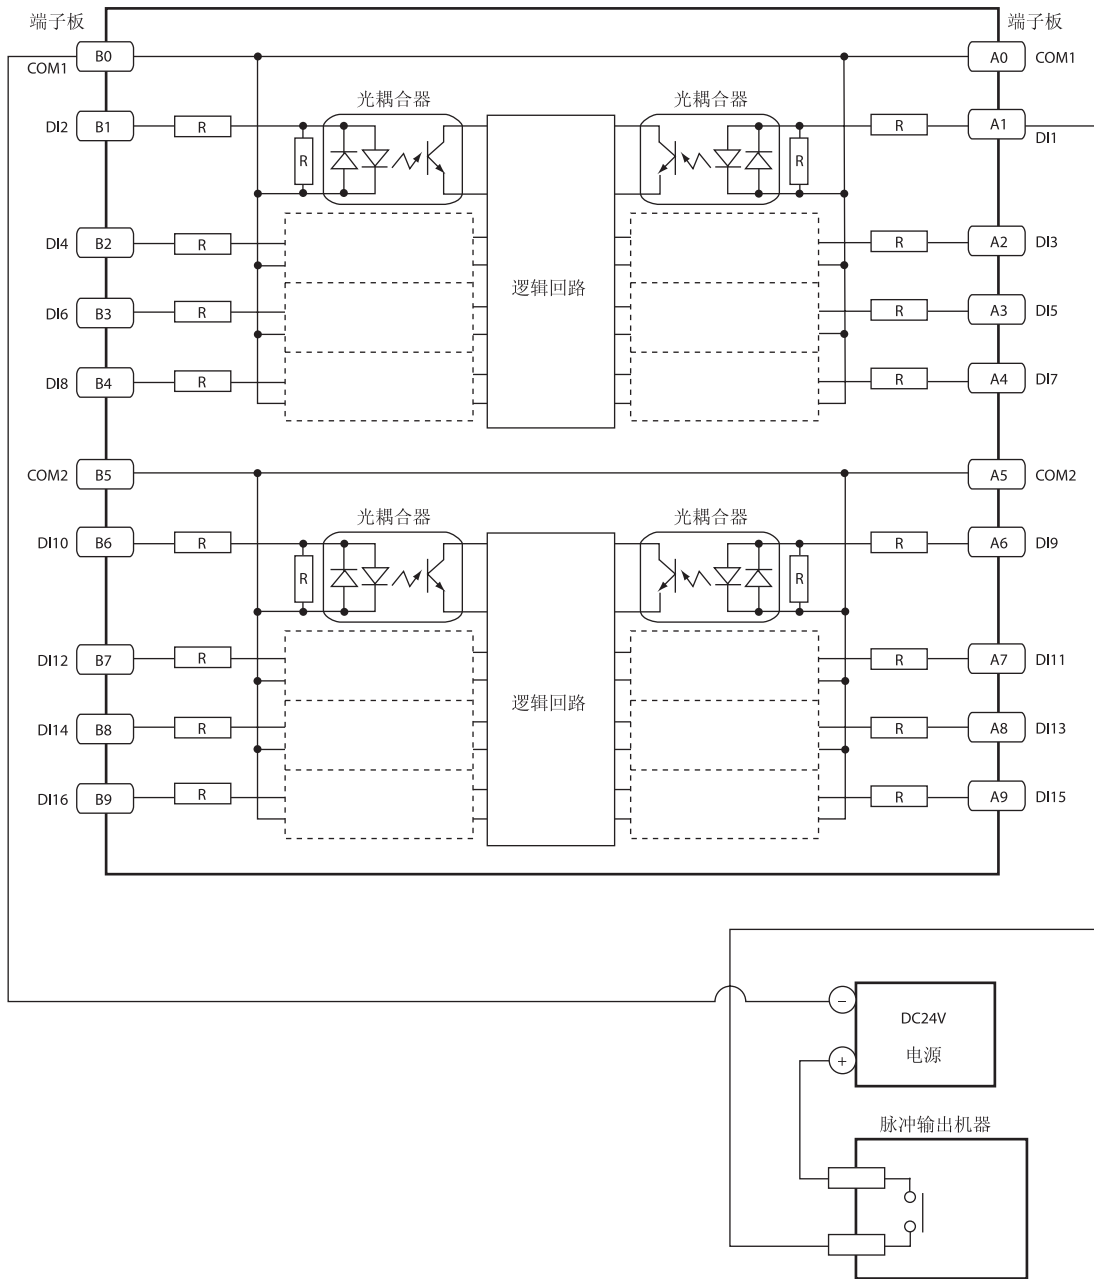 端子板
端子板
COM1
B0
A0
COM1
光耦合器
光耦合器
DI2
B1
R
R
R
R
A1
DI1
DI4
B2
R
R
A2
DI3
逻辑回路
DI6
B3
R
R
A3
DI5
DI8
B4
R
R
A4
DI7
COM2
B5
A5
COM2
光耦合器
光耦合器
DI10
B6
R
R
R
R
A6
DI9
DI12
B7
R
R
A7
DI11
逻辑回路
DI14
B8
R
R
A8
DI13
DI16
B9
R
R
A9
DI15
−
DC24V
电源
+
脉冲输出机器